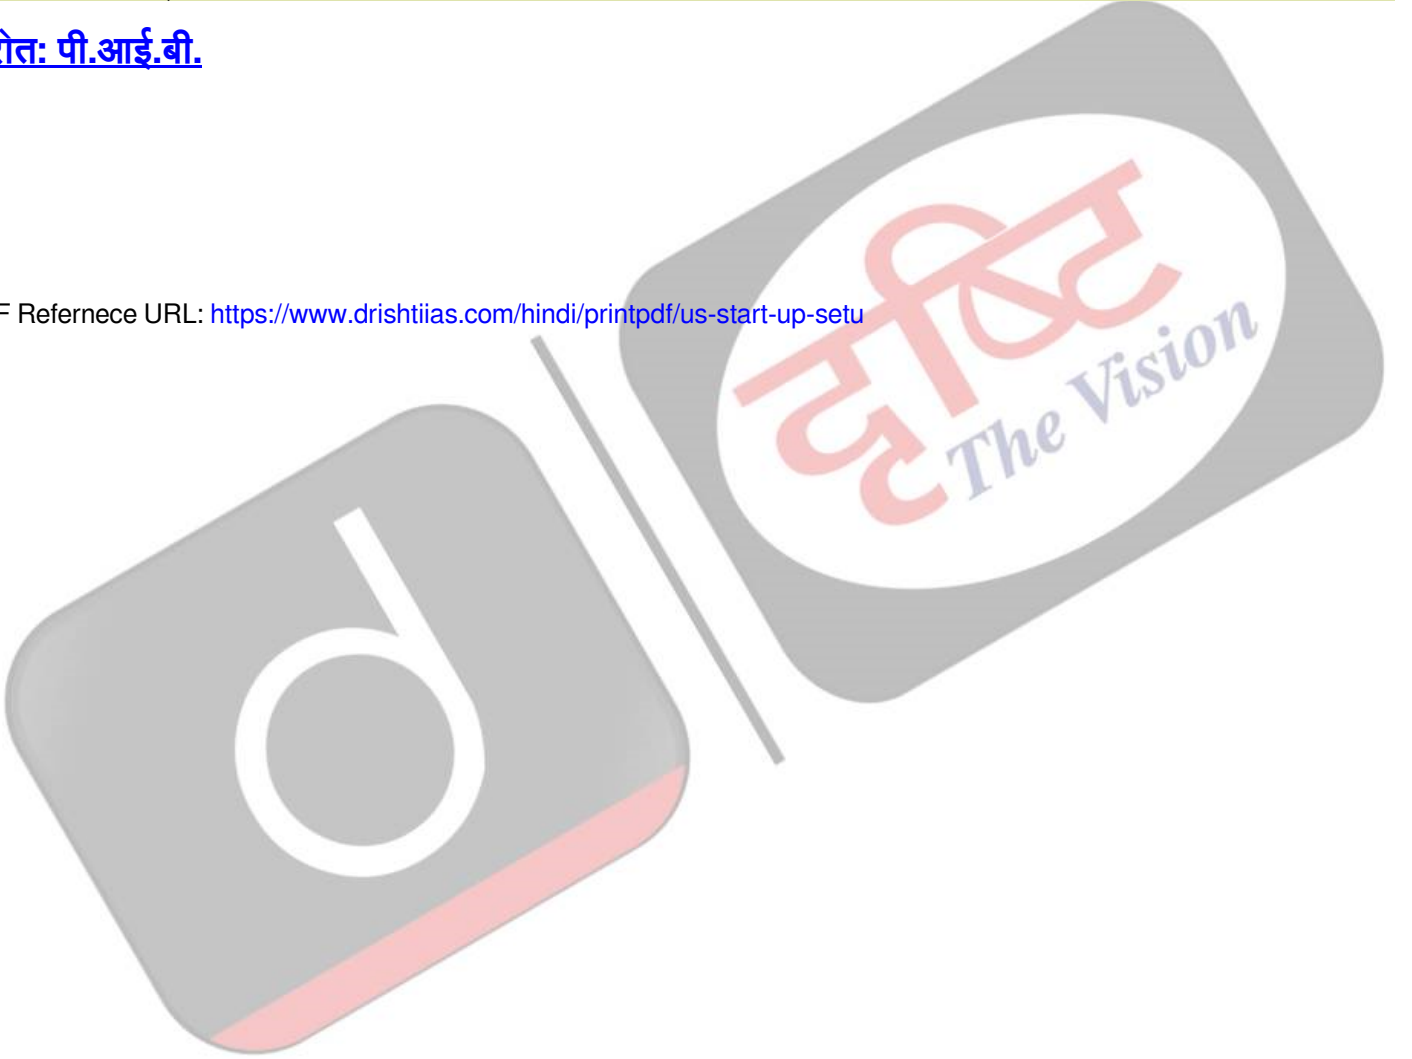 रोत: पी.आई.बी.
दृष्टि
The Vision
F Refernece URL: https://www.drishtiias.com/hindi/printpdf/us-start-up-setu
d